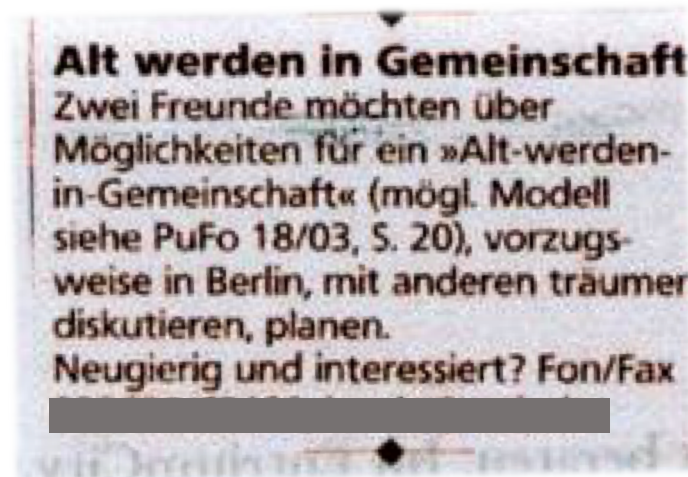 Alt werden in Gemeinschaft
Zwei Freunde möchten über
Möglichkeiten für ein »Alt-werden-
in-Gemeinschaft« (mögl. Modell
siehe PuFo 18/03, S. 20), vorzugs-
weise in Berlin, mit anderen träumen
diskutieren, planen.
Neugierig und interessiert? Fon/Fax